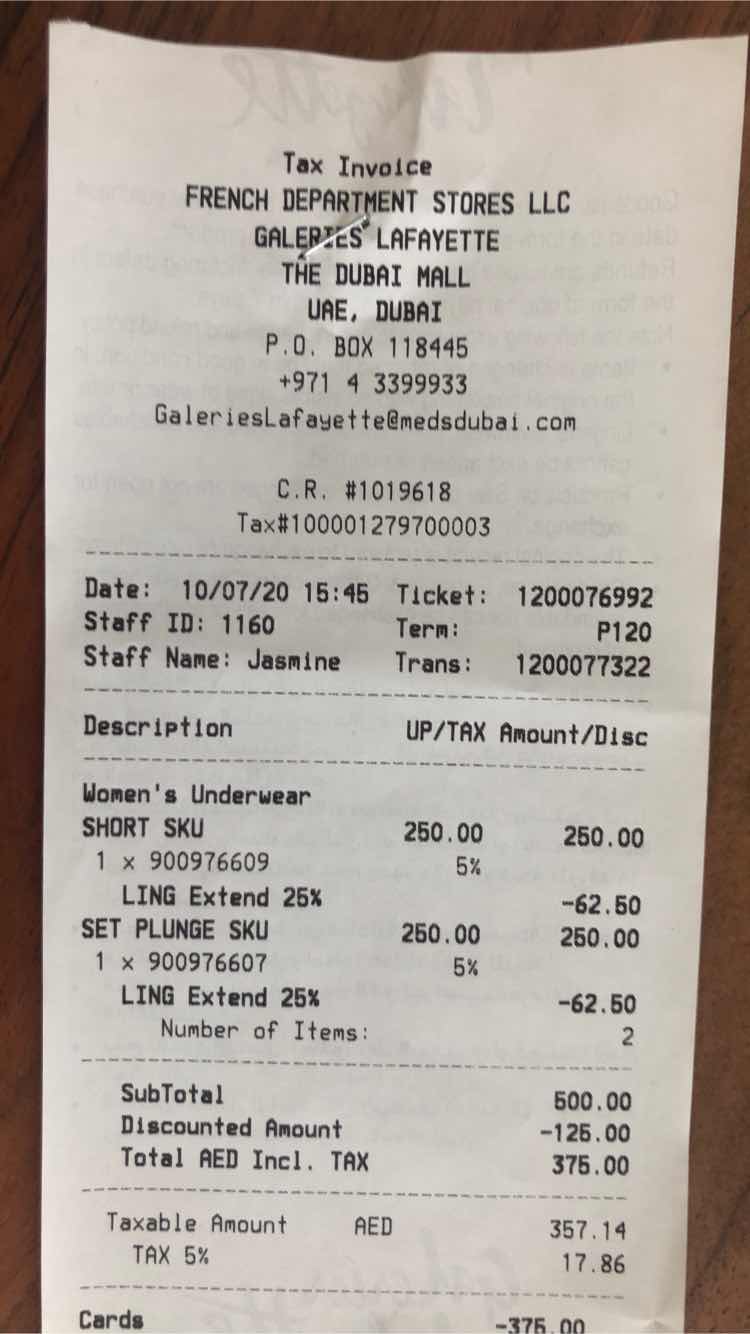 Tax Invoice
FRENCH DEPARTMENT STORES LLC
GALERIES LAFAYETTE
THE DUBAI MALL
UAE, DUBAI
P.O. BOX 118445
+971 4 3399933
GaleriesLafayette@medsdubai.com
C.R. #1019618
Tax#100001279700003
Date: 10/07/20 15:45 Ticket: 1200076992
Staff ID: 1160 Term: P120
Staff Name: Jasmine Trans: 1200077322
Description UP/TAX Amount/Disc
Women's Underwear
SHORT SKU 250.00 250.00
1 x 900976609 5%
LING Extend 25% -62.50
SET PLUNGE SKU 250.00 250.00
1 x 900976607 5%
LING Extend 25% -62.50
Number of Items: 2
SubTotal 500.00
Discounted Amount -125.00
Total AED Incl. TAX 375.00
Taxable Amount AED 357.14
TAX 5% 17.86
Cards -375.00